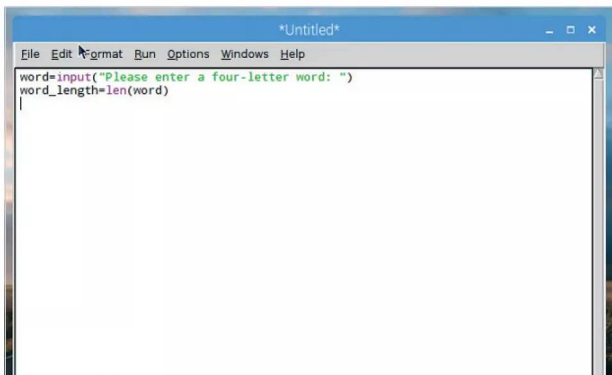 *Untitled*
File Edit Format Run Options Windows Help
word=input("Please enter a four-letter word: ")
word_length=len(word)